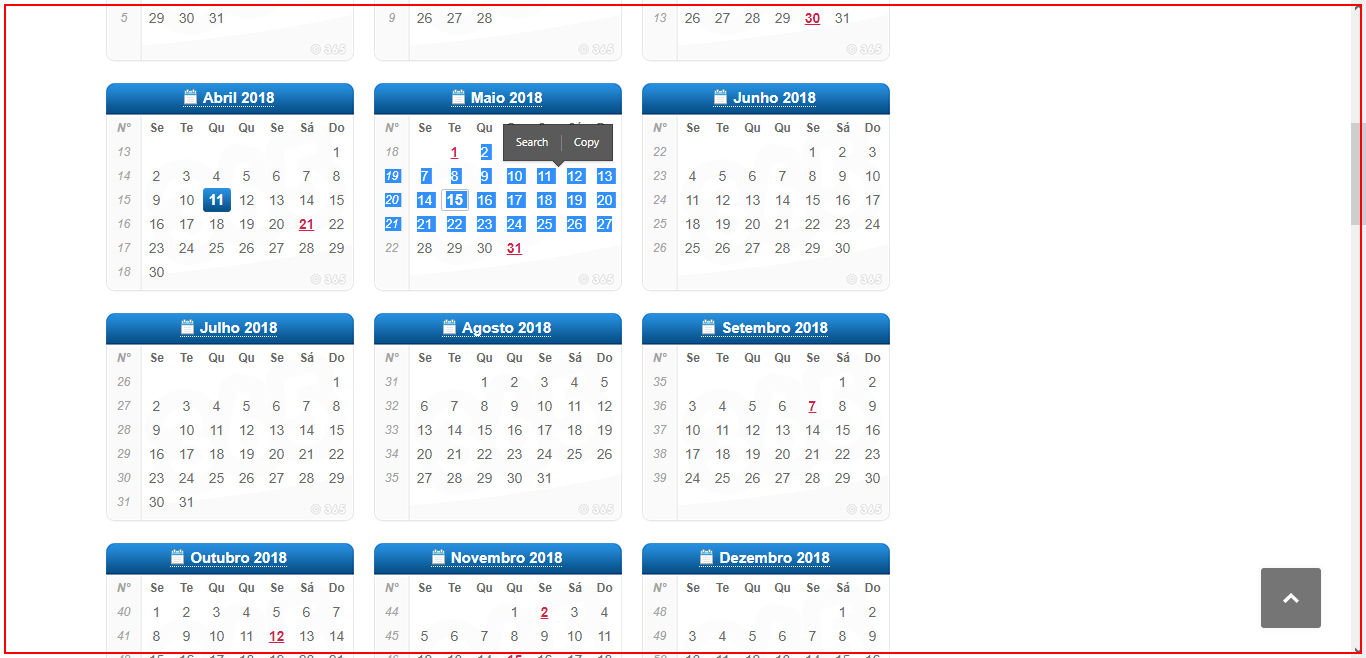 5 29 30 31
© 365
9 26 27 28
© 365
13 26 27 28 29 30 31
© 365
Abril 2018
Nº Se Te Qu Qu Se Sá Do
13 1
14 2 3 4 5 6 7 8
15 9 10 11 12 13 14 15
16 16 17 18 19 20 21 22
17 23 24 25 26 27 28 29
18 30
© 365
Maio 2018
Nº Se Te Qu
Search Copy
18 1 2
19 7 8 9 10 11 12 13
20 14 15 16 17 18 19 20
21 21 22 23 24 25 26 27
22 28 29 30 31
© 365
Junho 2018
Nº Se Te Qu Qu Se Sá Do
22 1 2 3
23 4 5 6 7 8 9 10
24 11 12 13 14 15 16 17
25 18 19 20 21 22 23 24
26 25 26 27 28 29 30
© 365
Julho 2018
Nº Se Te Qu Qu Se Sá Do
26 1
27 2 3 4 5 6 7 8
28 9 10 11 12 13 14 15
29 16 17 18 19 20 21 22
30 23 24 25 26 27 28 29
31 30 31
© 365
Agosto 2018
Nº Se Te Qu Qu Se Sá Do
31 1 2 3 4 5
32 6 7 8 9 10 11 12
33 13 14 15 16 17 18 19
34 20 21 22 23 24 25 26
35 27 28 29 30 31
© 365
Setembro 2018
Nº Se Te Qu Qu Se Sá Do
35 1 2
36 3 4 5 6 7 8 9
37 10 11 12 13 14 15 16
38 17 18 19 20 21 22 23
39 24 25 26 27 28 29 30
© 365
Outubro 2018
Nº Se Te Qu Qu Se Sá Do
40 1 2 3 4 5 6 7
41 8 9 10 11 12 13 14
Novembro 2018
Nº Se Te Qu Qu Se Sá Do
44 1 2 3 4
45 5 6 7 8 9 10 11
Dezembro 2018
Nº Se Te Qu Qu Se Sá Do
48 1 2
49 3 4 5 6 7 8 9